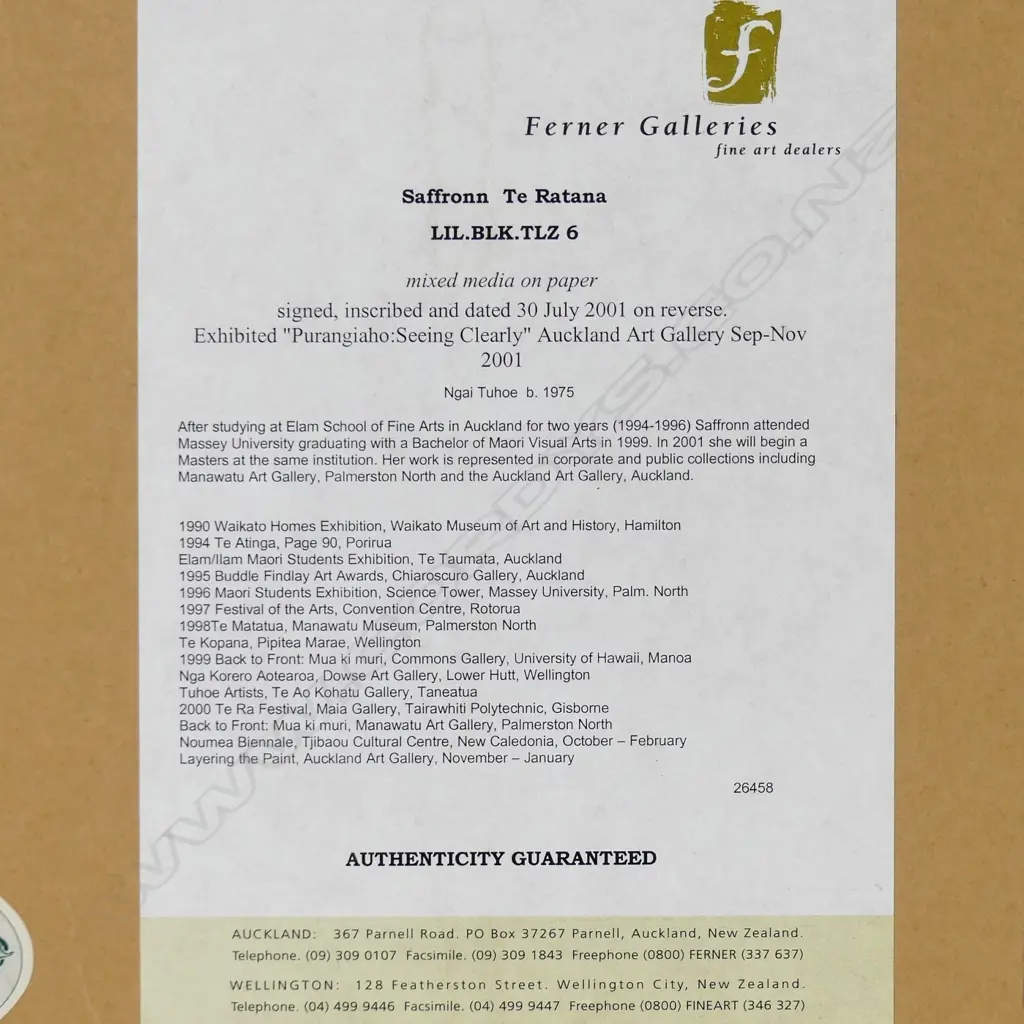 f
Ferner Galleries
fine art dealers
Saffronn Te Ratana
LIL.BLK.TLZ 6
mixed media on paper
signed, inscribed and dated 30 July 2001 on reverse.
Exhibited "Purangiaho:Seeing Clearly" Auckland Art Gallery Sep-Nov
2001
Ngai Tuhoe b. 1975
After studying at Elam School of Fine Arts in Auckland for two years (1994-1996) Saffronn attended
Massey University graduating with a Bachelor of Maori Visual Arts in 1999. In 2001 she will begin a
Masters at the same institution. Her work is represented in corporate and public collections including
Manawatu Art Gallery, Palmerston North and the Auckland Art Gallery, Auckland.
1990 Waikato Homes Exhibition, Waikato Museum of Art and History, Hamilton
1994 Te Atinga, Page 90, Porirua
Elam/Ilam Maori Students Exhibition, Te Taumata, Auckland
1995 Buddle Findlay Art Awards, Chiaroscuro Gallery, Auckland
1996 Maori Students Exhibition, Science Tower, Massey University, Palm. North
1997 Festival of the Arts, Convention Centre, Rotorua
1998Te Matatua, Manawatu Museum, Palmerston North
Te Kopana, Pipitea Marae, Wellington
1999 Back to Front: Mua ki muri, Commons Gallery, University of Hawaii, Manoa
Nga Korero Aotearoa, Dowse Art Gallery, Lower Hutt, Wellington
Tuhoe Artists, Te Ao Kohatu Gallery, Taneatua
2000 Te Ra Festival, Maia Gallery, Tairawhiti Polytechnic, Gisborne
Back to Front: Mua ki muri, Manawatu Art Gallery, Palmerston North
Noumea Biennale, Tjibaou Cultural Centre, New Caledonia, October – February
Layering the Paint, Auckland Art Gallery, November – January
26458
AUTHENTICITY GUARANTEED
AUCKLAND: 367 Parnell Road. PO Box 37267 Parnell, Auckland, New Zealand.
Telephone. (09) 309 0107 Facsimile. (09) 309 1843 Freephone (0800) FERNER (337 637)
WELLINGTON: 128 Featherston Street. Wellington City, New Zealand.
Telephone. (04) 499 9446 Facsimile. (04) 499 9447 Freephone (0800) FINEART (346 327)